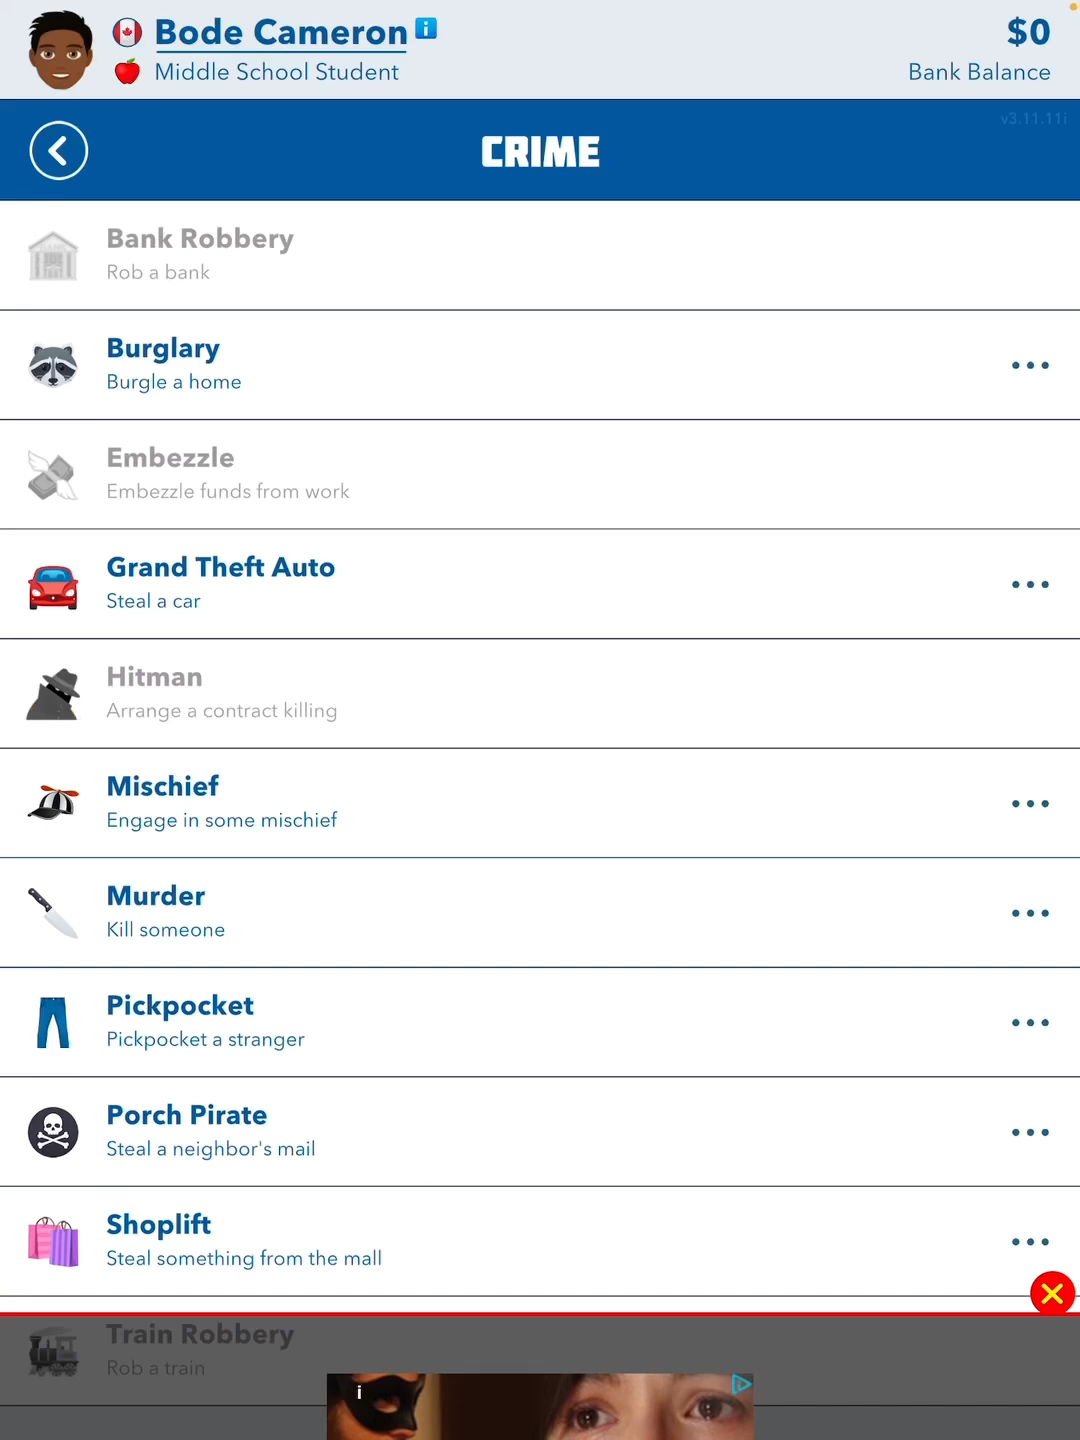 Bode Cameron i
$0
Middle School Student
Bank Balance
v3.11.11i
CRIME
Bank Robbery
Rob a bank
Burglary
Burgle a home
Embezzle
Embezzle funds from work
Grand Theft Auto
Steal a car
Hitman
Arrange a contract killing
Mischief
Engage in some mischief
Murder
Kill someone
Pickpocket
Pickpocket a stranger
Porch Pirate
Steal a neighbor's mail
Shoplift
Steal something from the mall
Train Robbery
Rob a train
i